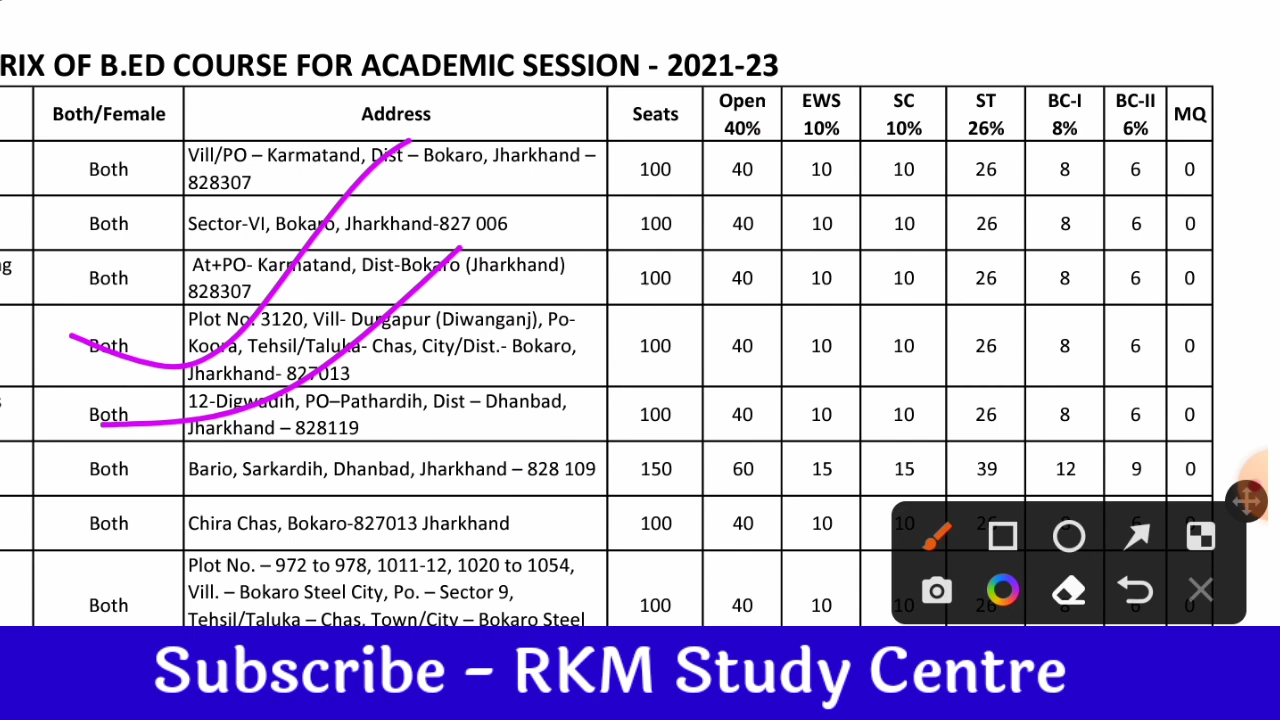 RIX OF B.ED COURSE FOR ACADEMIC SESSION - 2021-23
Both/Female Address Seats Open 40% EWS 10% SC 10% ST 26% BC-I 8% BC-II 6% MQ
Both Vill/PO – Karmatand, Dist – Bokaro, Jharkhand – 100 40 10 10 26 8 6 0
828307
Both Sector-VI, Bokaro, Jharkhand-827 006 100 40 10 10 26 8 6 0
Both At+PO- Karmatand, Dist-Bokaro (Jharkhand) 100 40 10 10 26 8 6 0
828307
Plot No. 3120, Vill- Durgapur (Diwanganj), Po-
Both Koora, Tehsil/Taluka- Chas, City/Dist.- Bokaro, 100 40 10 10 26 8 6 0
Jharkhand- 827013
Both 12-Digwadih, PO–Pathardih, Dist – Dhanbad, 100 40 10 10 26 8 6 0
Jharkhand – 828119
Both Bario, Sarkardih, Dhanbad, Jharkhand – 828 109 150 60 15 15 39 12 9 0
Both Chira Chas, Bokaro-827013 Jharkhand 100 40 10 10
Plot No. – 972 to 978, 1011-12, 1020 to 1054,
Both Vill. – Bokaro Steel City, Po. – Sector 9, 100 40 10 10
Tehsil/Taluka – Chas, Town/City – Bokaro Steel
Subscribe - RKM Study Centre